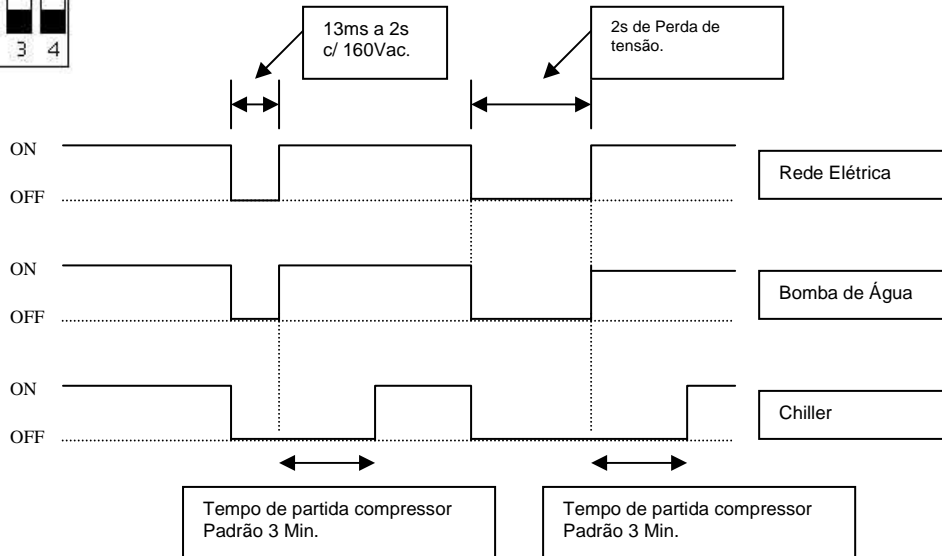 3 4
13ms a 2s
c/ 160Vac.
2s de Perda de
tensão.
ON
OFF
Rede Elétrica
ON
OFF
Bomba de Água
ON
OFF
Chiller
Tempo de partida compressor
Padrão 3 Min.
Tempo de partida compressor
Padrão 3 Min.